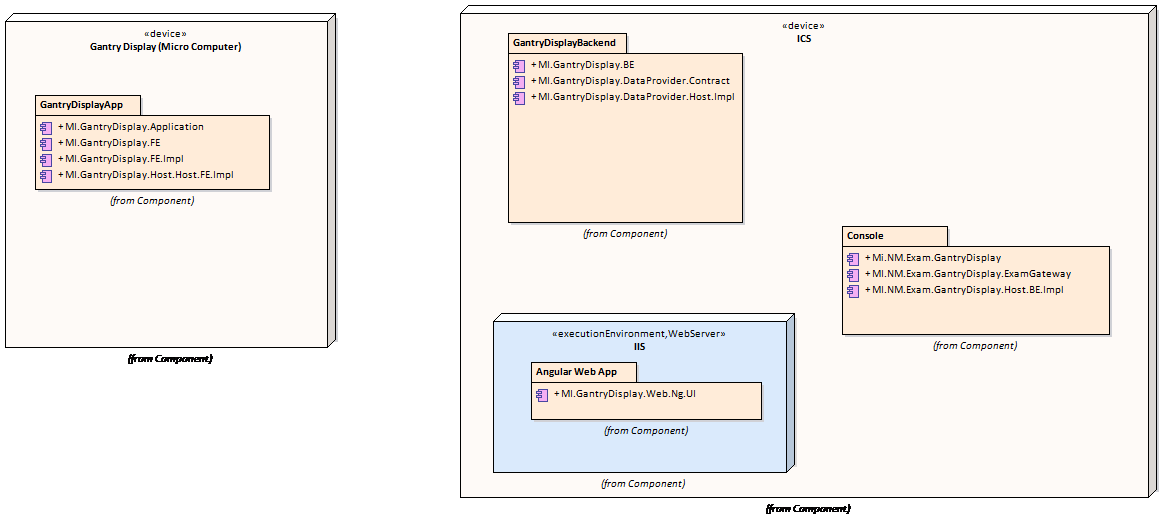 «device»
Gantry Display (Micro Computer)
GantryDisplayApp
+ MI.GantryDisplay.Application
+ MI.GantryDisplay.FE
+ MI.GantryDisplay.FE.Impl
+ MI.GantryDisplay.Host.Host.FE.Impl
(from Component)
(from Component)
«device»
ICS
GantryDisplayBackend
+ MI.GantryDisplay.BE
+ MI.GantryDisplay.DataProvider.Contract
+ MI.GantryDisplay.DataProvider.Host.Impl
(from Component)
Console
+ Mi.NM.Exam.GantryDisplay
+ MI.NM.Exam.GantryDisplay.ExamGateway
+ MI.NM.Exam.GantryDisplay.Host.BE.Impl
(from Component)
«executionEnvironment,WebServer»
IIS
Angular Web App
+ MI.GantryDisplay.Web.Ng.UI
(from Component)
(from Component)
(from Component)